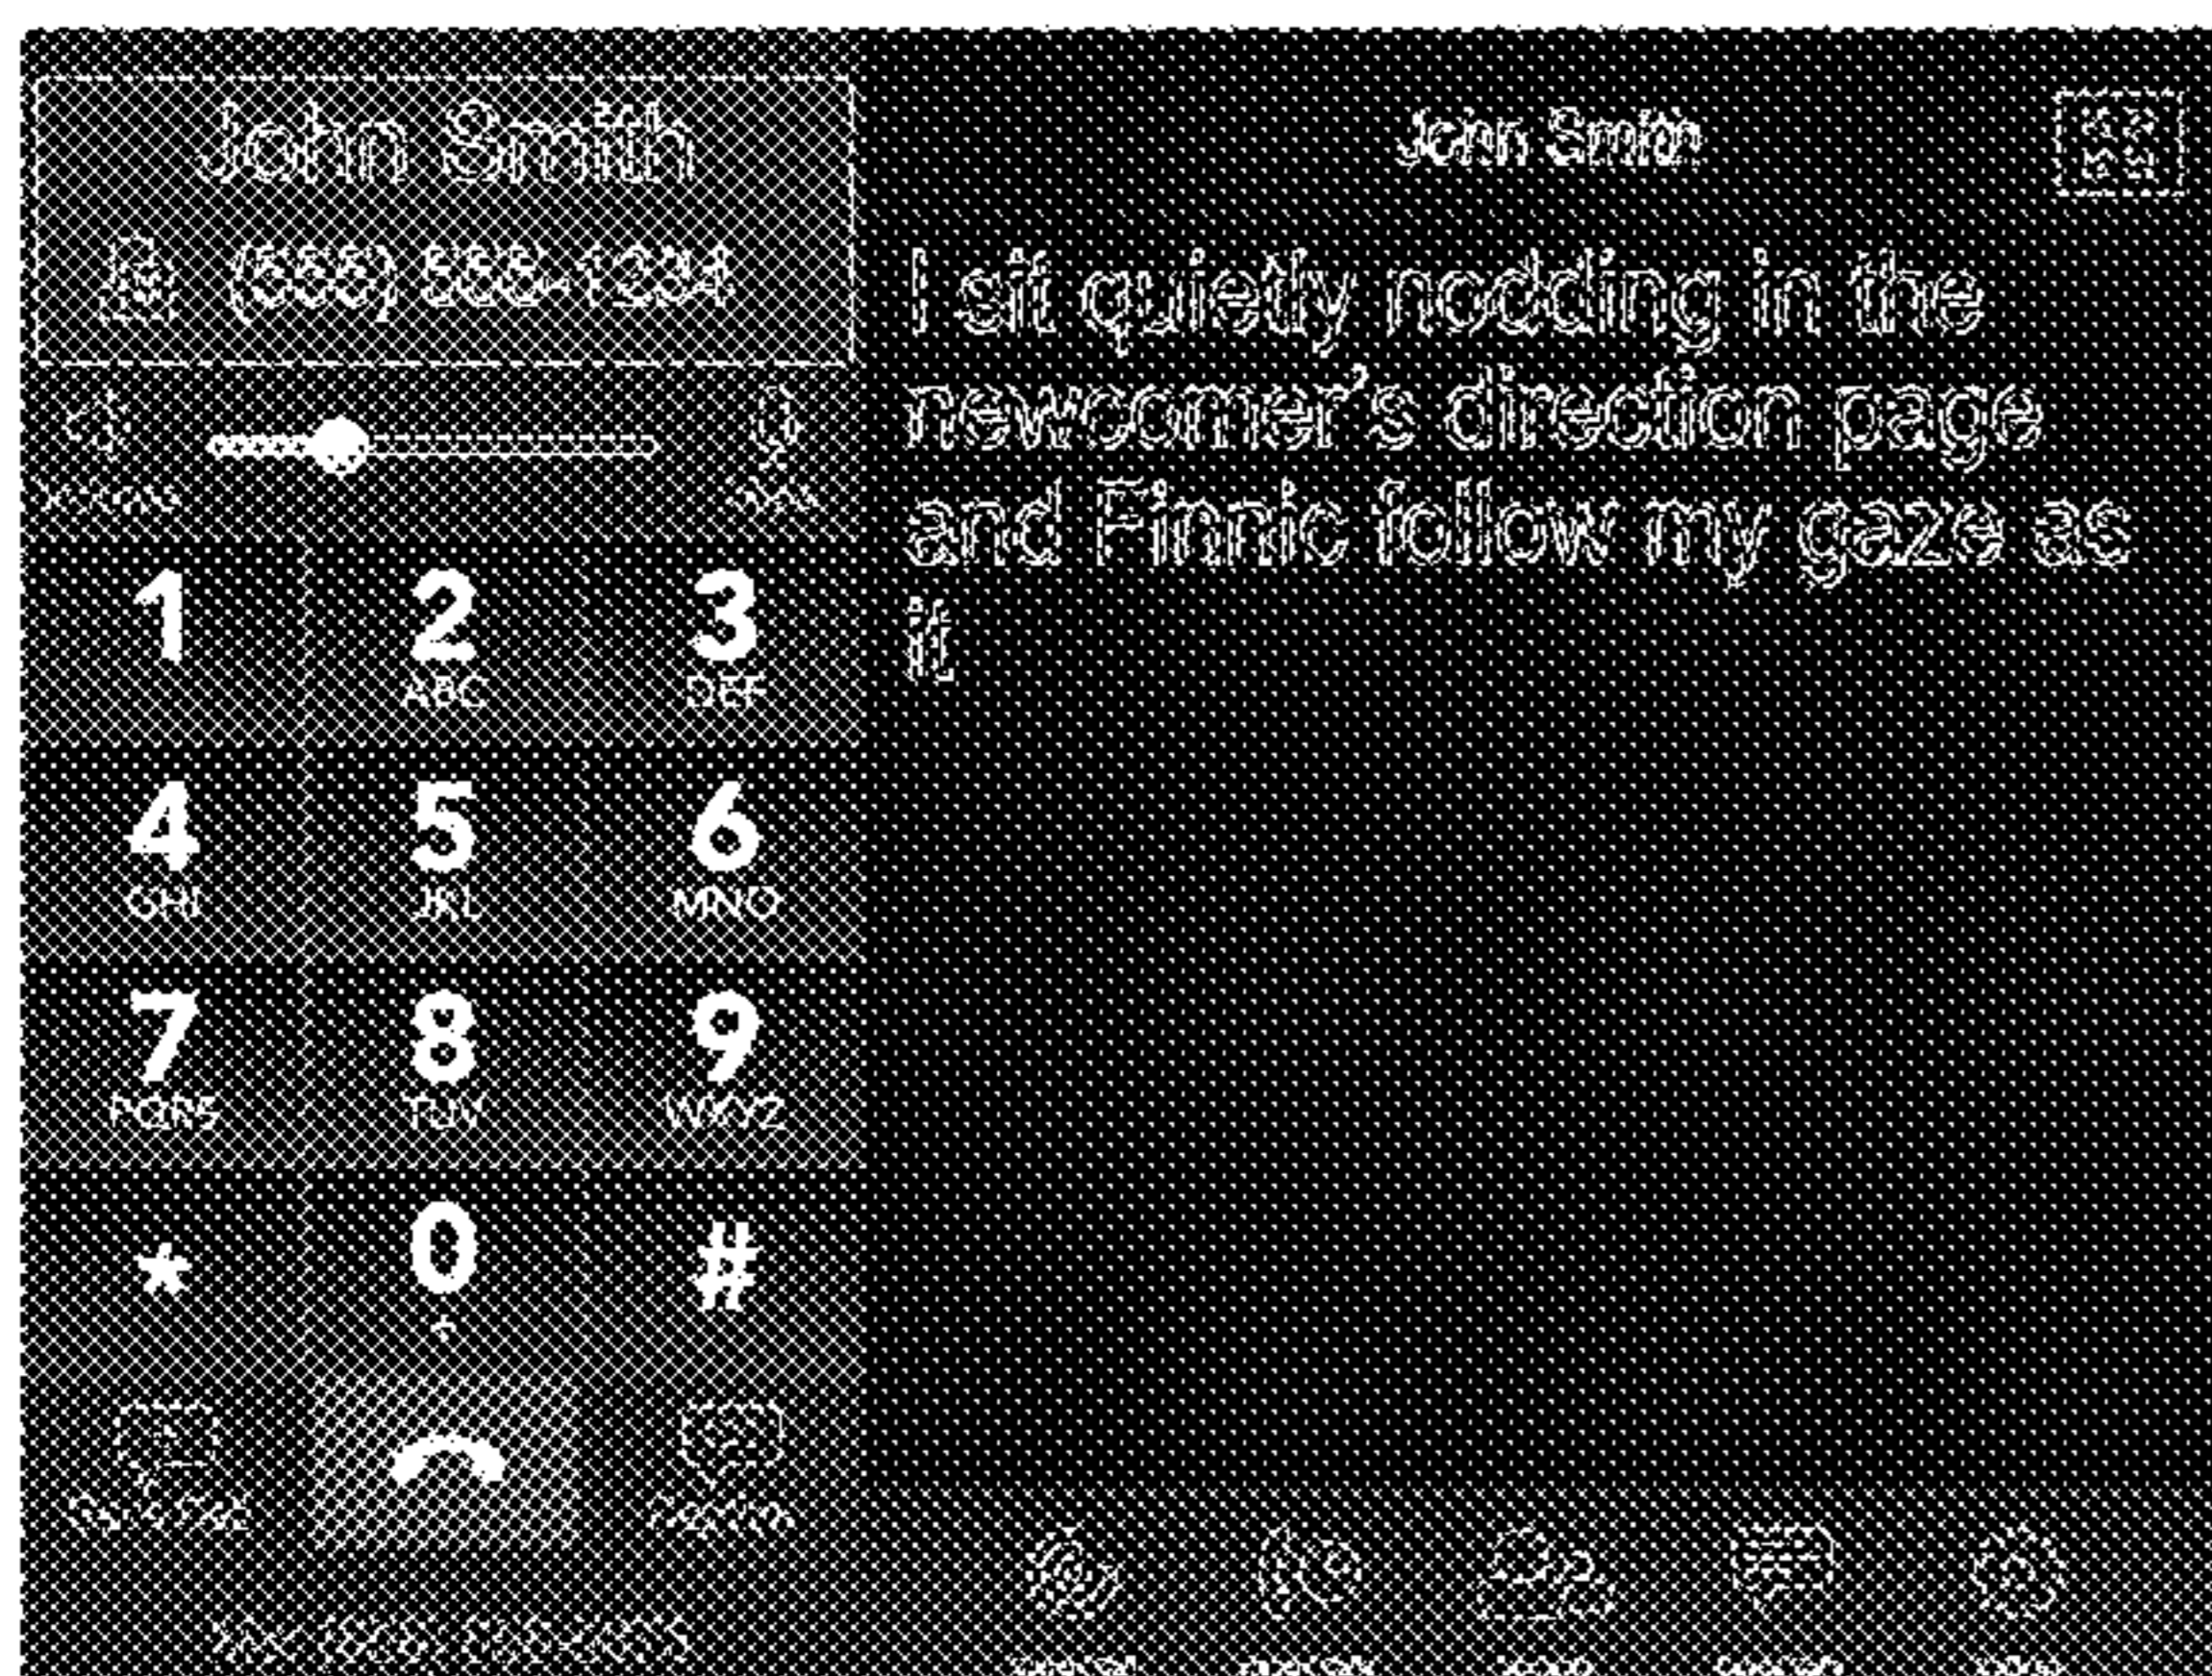 John Smith
(555) 555-1234
1
2
ABC
3
DEF
4
GHI
5
JKL
6
MNO
7
PQRS
8
TUV
9
WXYZ
*
0
+
#
Captions
John Smith
I sit quietly nodding in the
newcomer's direction page
and Finnic follow my gaze as
it